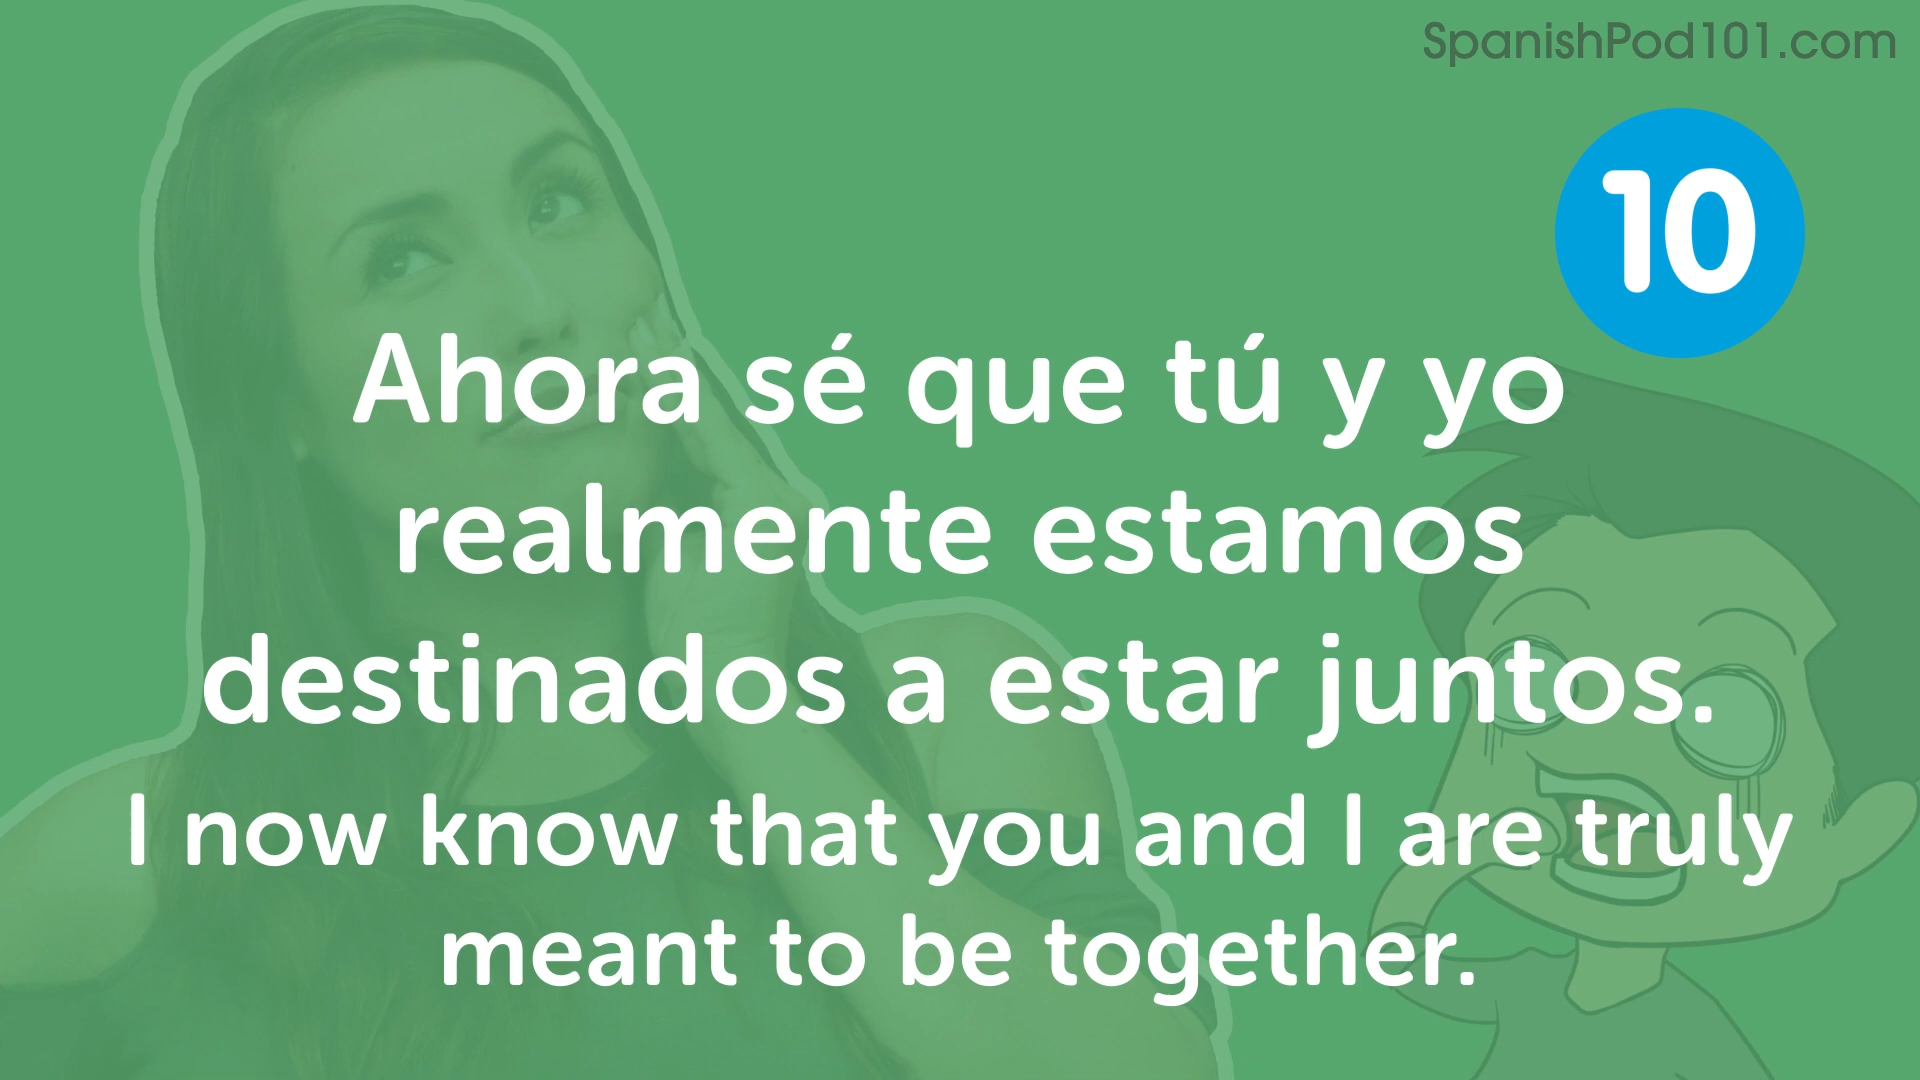 SpanishPod101.com
10
Ahora sé que tú y yo
realmente estamos
destinados a estar juntos.
I now know that you and I are truly
meant to be together.